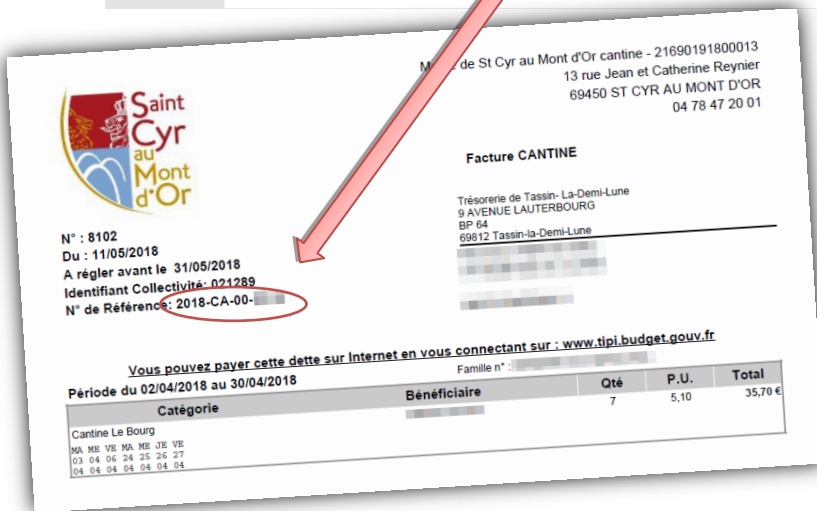 Saint
Cyr
au
Mont
d'Or
de St Cyr au Mont d'Or cantine - 21690191800013
13 rue Jean et Catherine Reynier
69450 ST CYR AU MONT D'OR
04 78 47 20 01
Facture CANTINE
Trésorerie de Tassin- La-Demi-Lune
9 AVENUE LAUTERBOURG
BP 64
69812 Tassin-la-Demi-Lune
N° : 8102
Du : 11/05/2018
A régler avant le 31/05/2018
Identifiant Collectivité: 021289
N° de Référence: 2018-CA-00-
Vous pouvez payer cette dette sur Internet en vous connectant sur : www.tipi.budget.gouv.fr
Période du 02/04/2018 au 30/04/2018 Famille n° :
Catégorie Bénéficiaire Qté P.U. Total
Cantine Le Bourg 7 5,10 35,70 €
MA ME VE MA ME JE VE
03 04 06 24 25 26 27
04 04 04 04 04 04 04